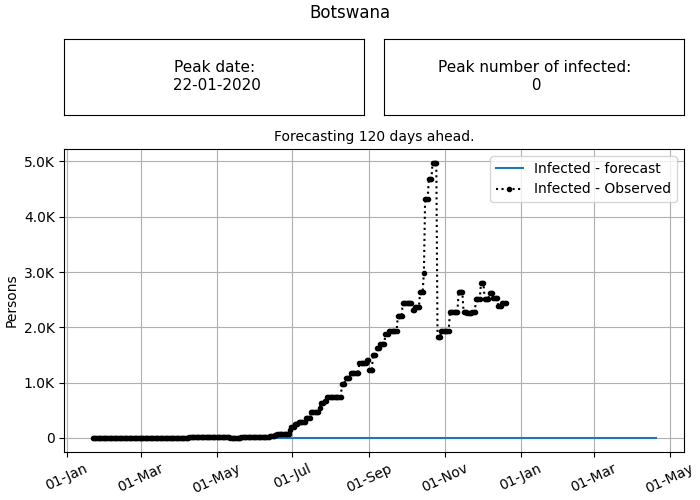 Botswana
Peak date:
22-01-2020
Peak number of infected:
0
Forecasting 120 days ahead.
Infected - forecast
Infected - Observed
5.0K
4.0K
3.0K
2.0K
1.0K
0
Persons
01-Jan
01-Mar
01-May
01-Jul
01-Sep
01-Nov
01-Jan
01-Mar
01-May